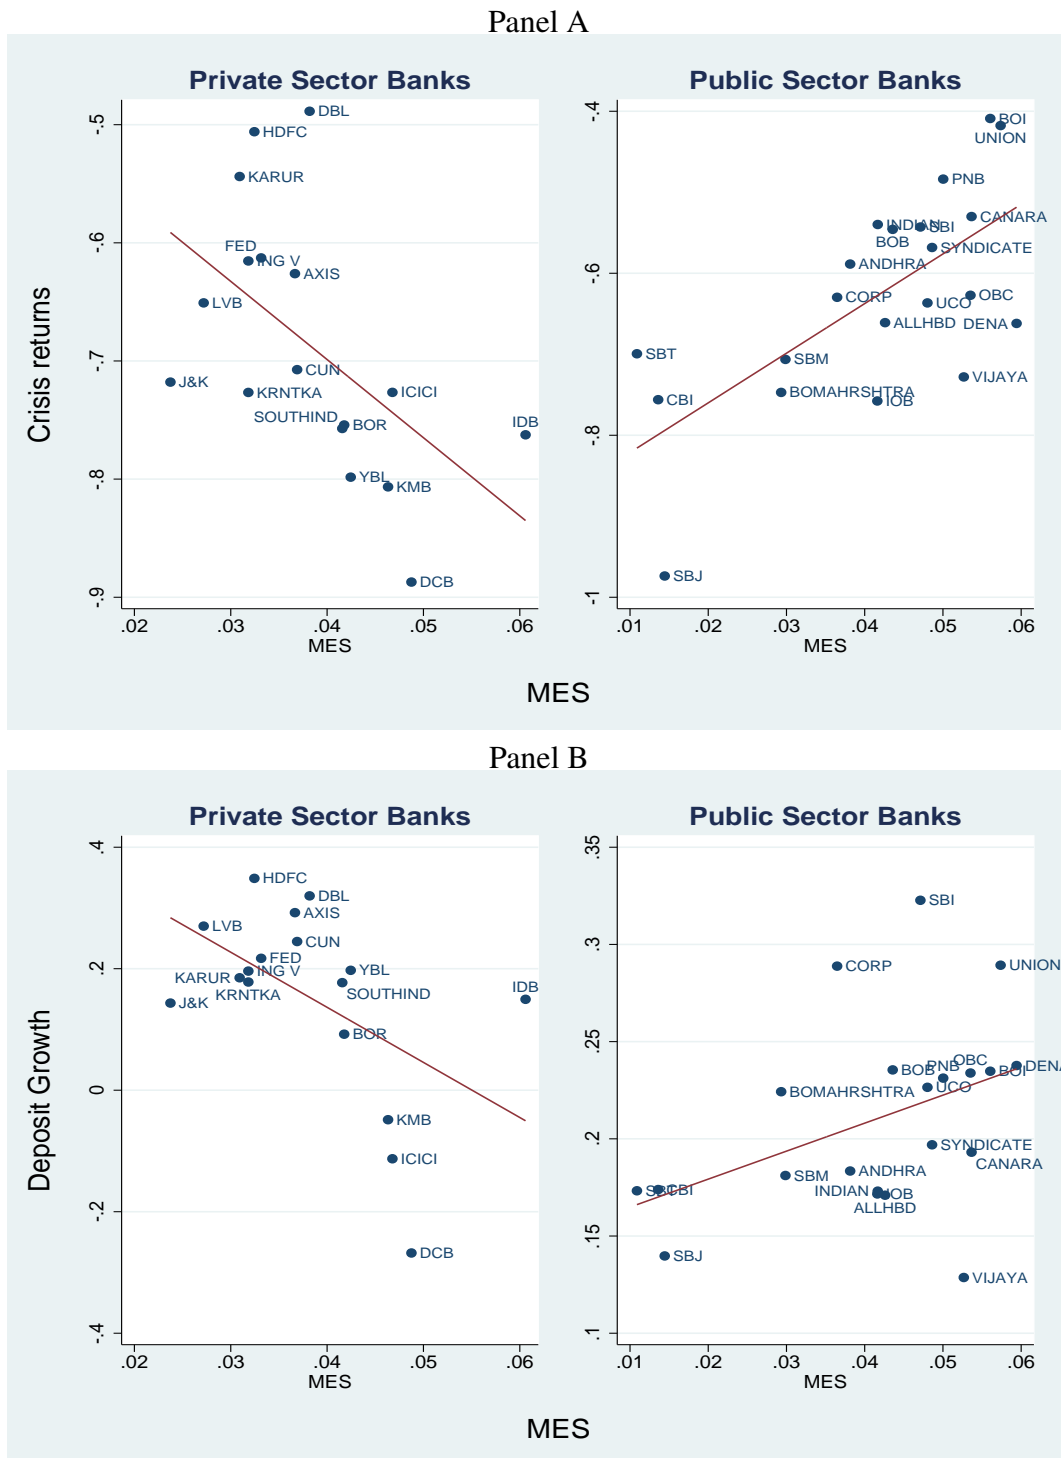 Panel A
Private Sector Banks
Public Sector Banks
Crisis returns
-.5
-.6
-.7
-.8
-.9
DBL
HDFC
KARUR
FED
ING V
AXIS
LVB
CUN
J&K
KRNTKA
ICICI
SOUTHIND
BOR
IDB
YBL
KMB
DCB
.02 .03 .04 .05 .06
MES
-.4
-.6
-.8
-1
BOI
UNION
PNB
CANARA
INDIAN
SBI
BOB
SYNDICATE
ANDHRA
CORP
UCO
OBC
ALLHBD
DENA
SBT
SBM
VIJAYA
BOMAHRSHTRA
CBI
IOB
SBJ
.01 .02 .03 .04 .05 .06
MES
MES
Panel B
Private Sector Banks
Public Sector Banks
Deposit Growth
.4
.2
0
-.2
-.4
HDFC
DBL
AXIS
LVB
CUN
FED
ING V
YBL
KARUR
KRNTKA
SOUTHIND
IDB
J&K
BOR
KMB
ICICI
DCB
.02 .03 .04 .05 .06
MES
.35
.3
.25
.2
.15
.1
SBI
CORP
UNION
OBC
BOB
PNB
BOI
DENA
UCO
BOMAHRSHTRA
SYNDICATE
CANARA
ANDHRA
SBM
SBT
CBI
INDIAN
IOB
ALLHBD
SBJ
VIJAYA
.01 .02 .03 .04 .05 .06
MES
MES